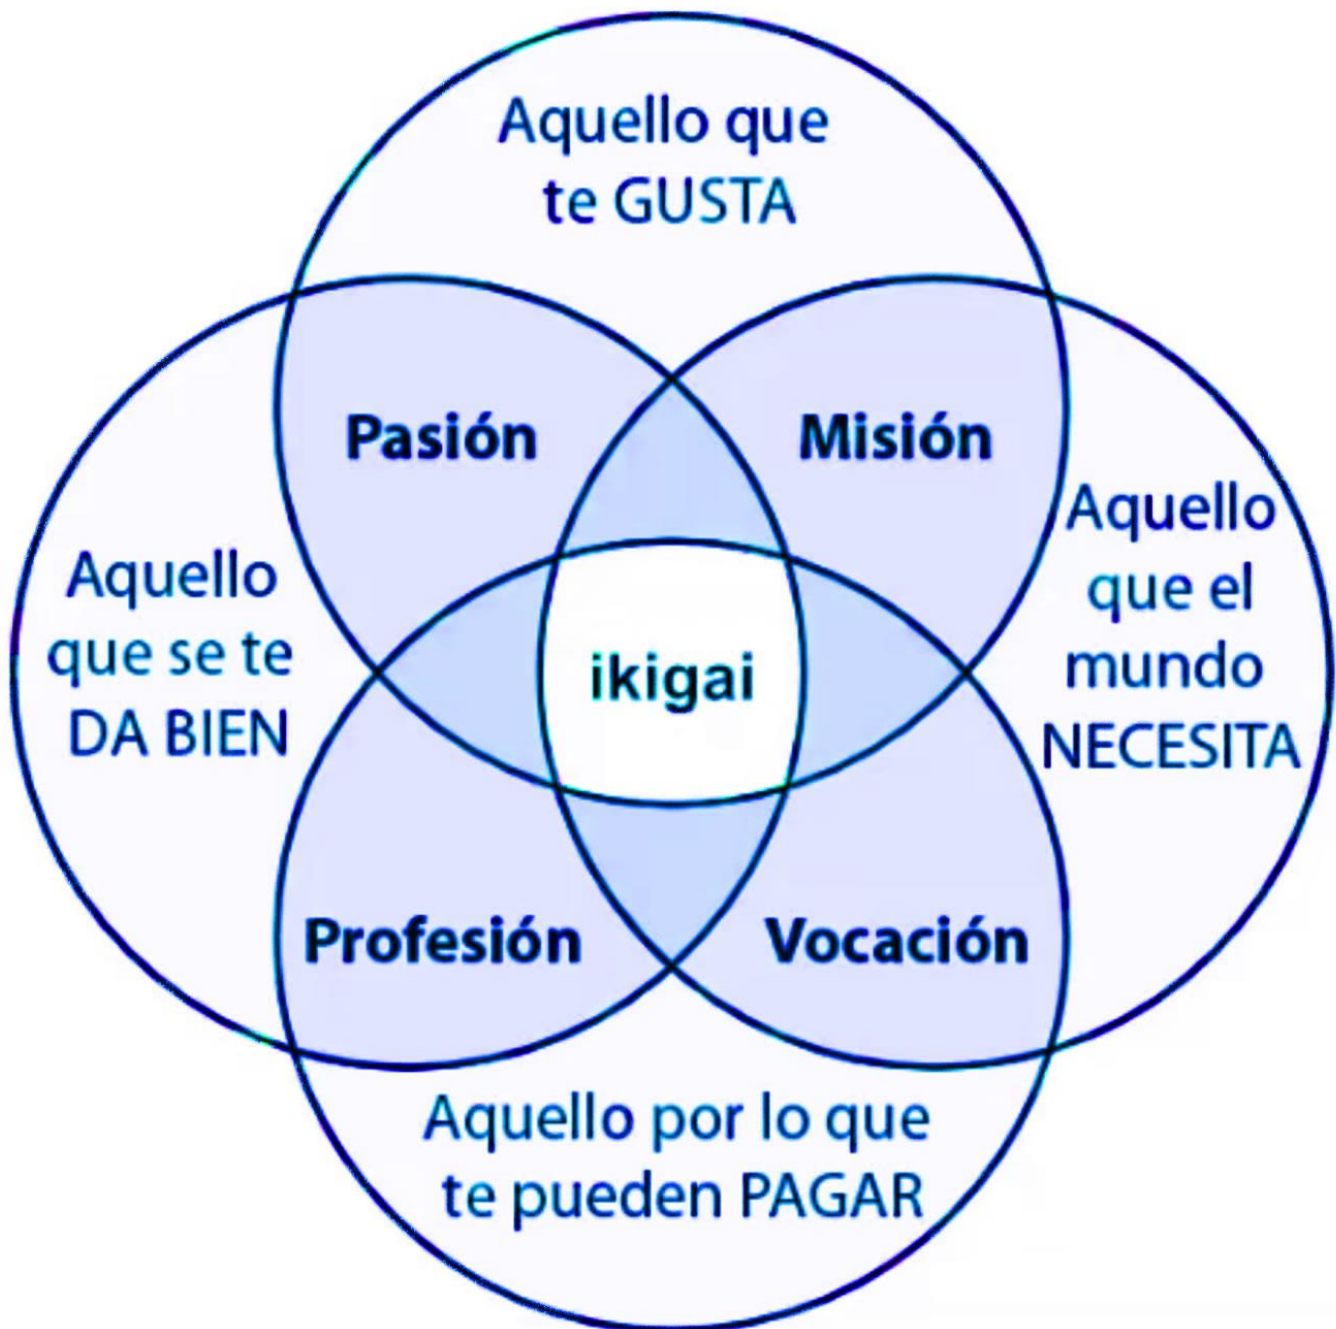 Aquello que
te GUSTA
Pasión
Misión
Aquello
que se te
DA BIEN
ikigai
Aquello
que el
mundo
NECESITA
Profesión
Vocación
Aquello por lo que
te pueden PAGAR